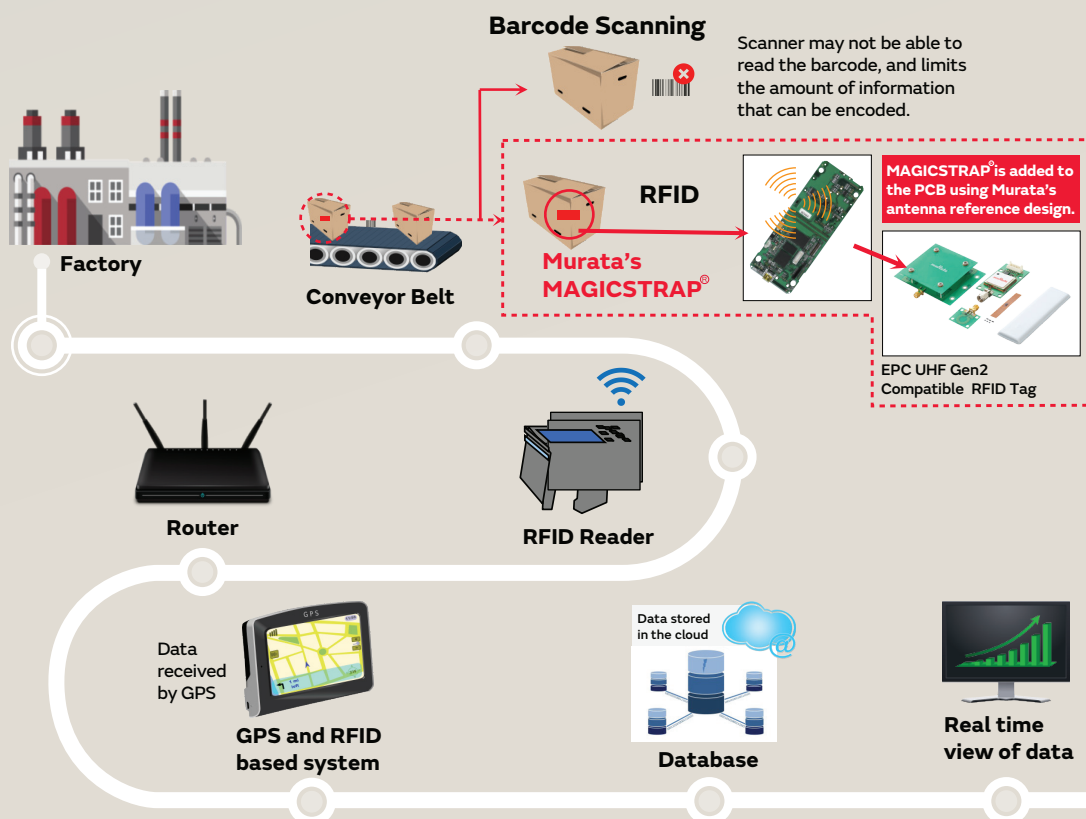 Barcode Scanning
Scanner may not be able to
read the barcode, and limits
the amount of information
that can be encoded.
Factory
Conveyor Belt
RFID
Murata's
MAGICSTRAP®
MAGICSTRAP® is added to
the PCB using Murata's
antenna reference design.
EPC UHF Gen2
Compatible RFID Tag
Router
RFID Reader
Data
received
by GPS
GPS
GPS and RFID
based system
Data stored
in the cloud
@
Database
Real time
view of data